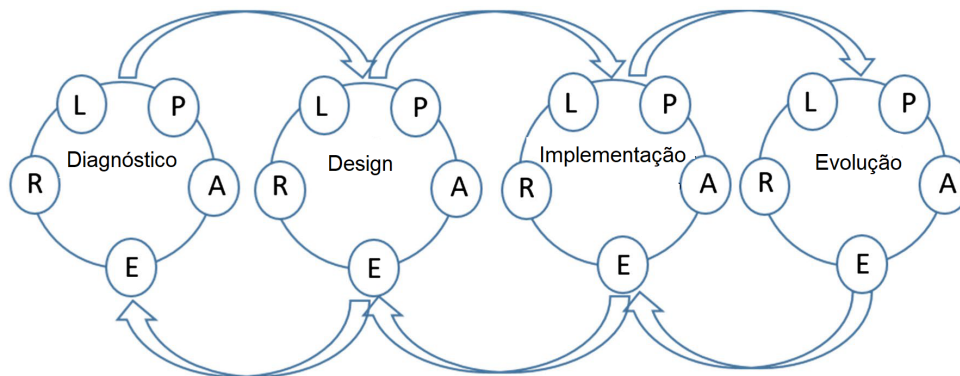 L P
Diagnóstico
R A
E
L P
Design
R A
E
L P
Implementação
R A
E
L P
Evolução
R A
E